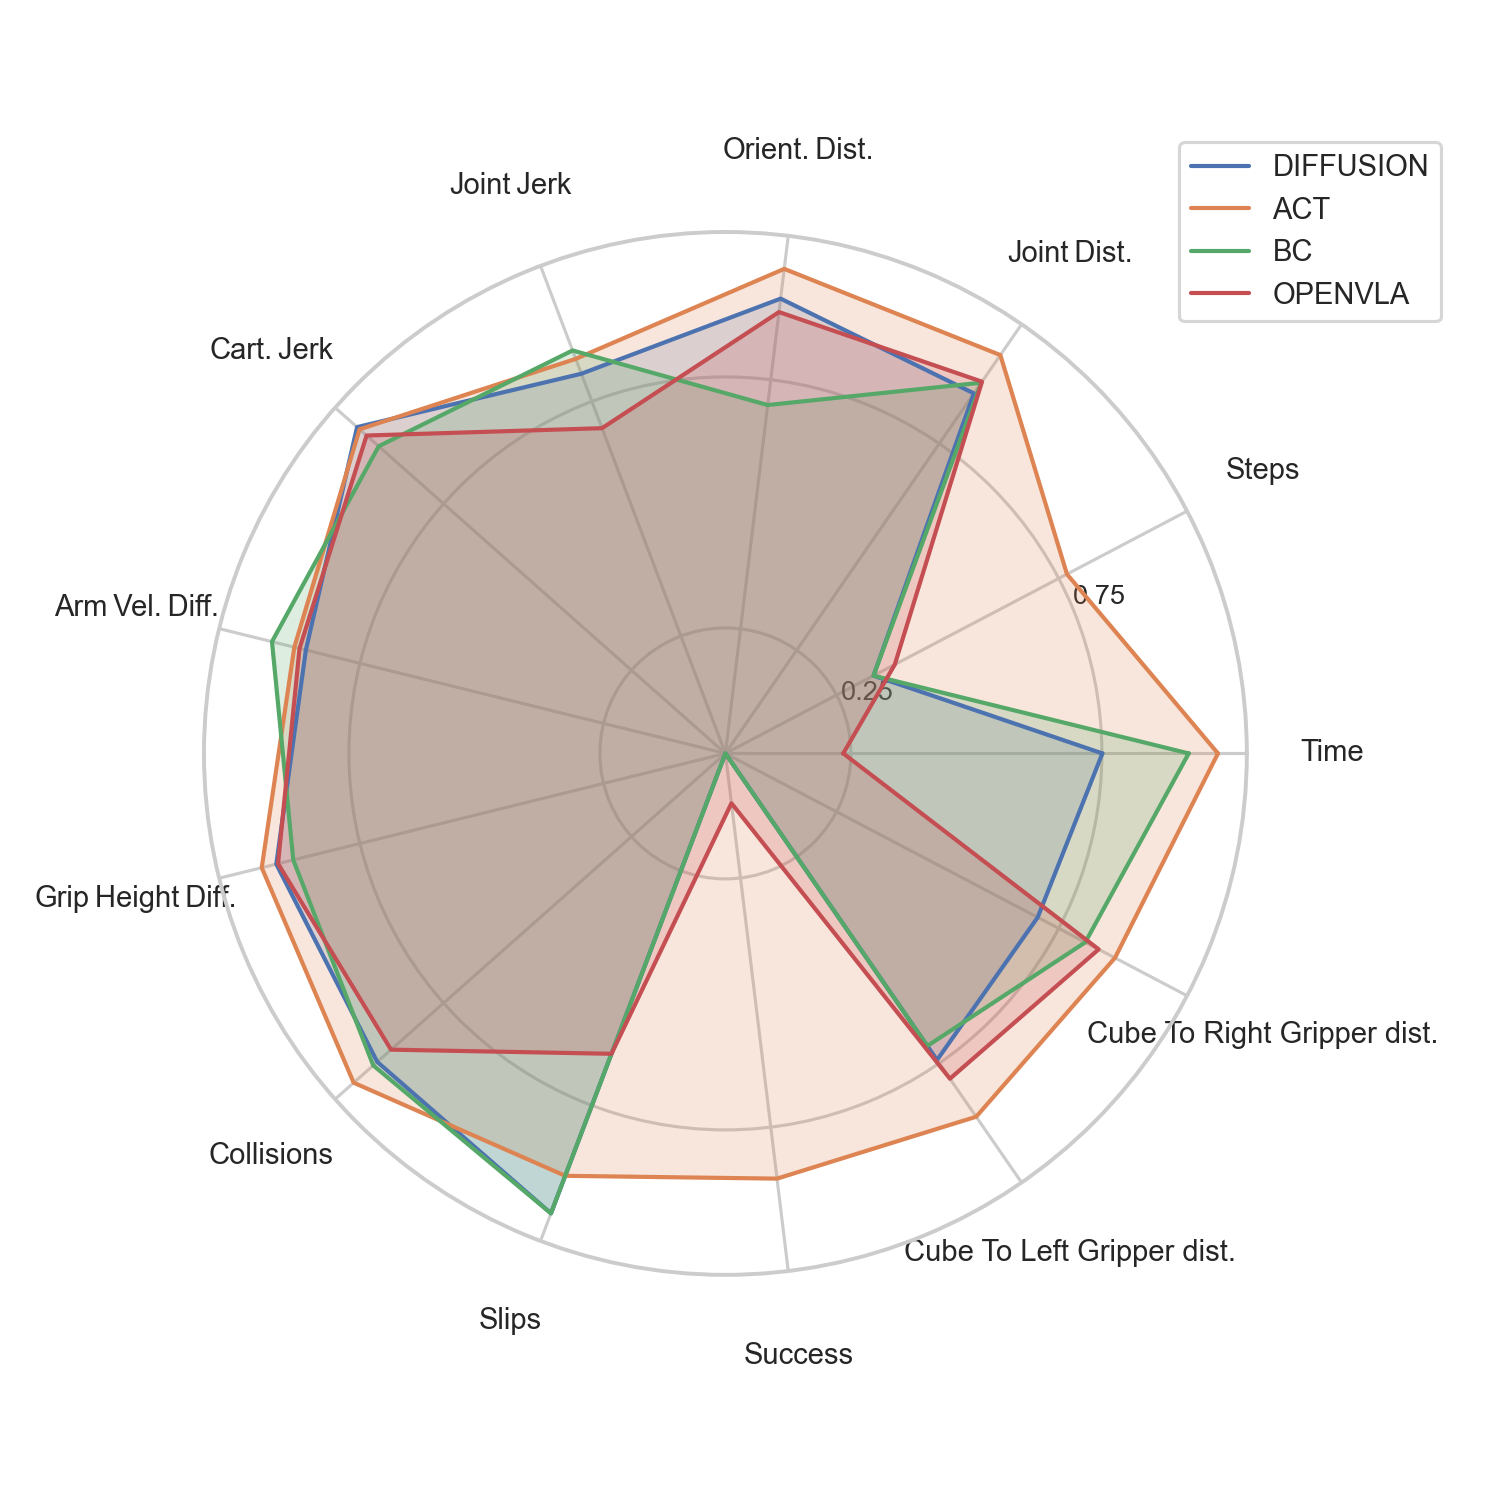 Orient. Dist.
Joint Jerk
Joint Dist.
DIFFUSION
ACT
BC
OPENVLA
Cart. Jerk
Steps
0.75
Arm Vel. Diff.
0.25
Time
Grip Height Diff.
Cube To Right Gripper dist.
Collisions
Cube To Left Gripper dist.
Slips
Success